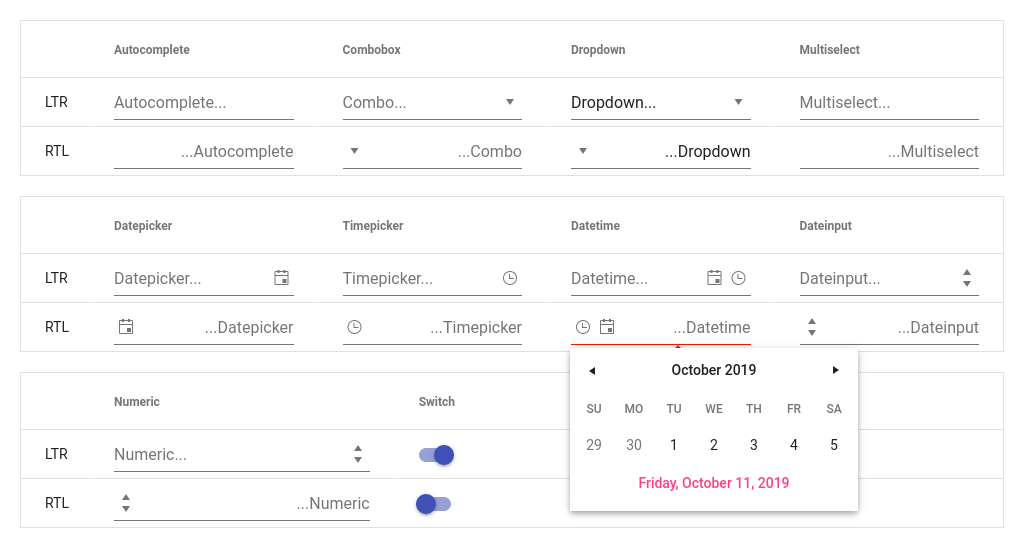 Autocomplete Combobox Dropdown Multiselect
LTR Autocomplete... Combo... Dropdown... Multiselect...
RTL ...Autocomplete ...Combo ...Dropdown ...Multiselect
Datepicker Timepicker Datetime Dateinput
LTR Datepicker... Timepicker... Datetime... Dateinput...
RTL ...Datepicker ...Timepicker ...Datetime ...Dateinput
Numeric Switch
LTR Numeric...
RTL ...Numeric
October 2019
SU MO TU WE TH FR SA
29 30 1 2 3 4 5
Friday, October 11, 2019